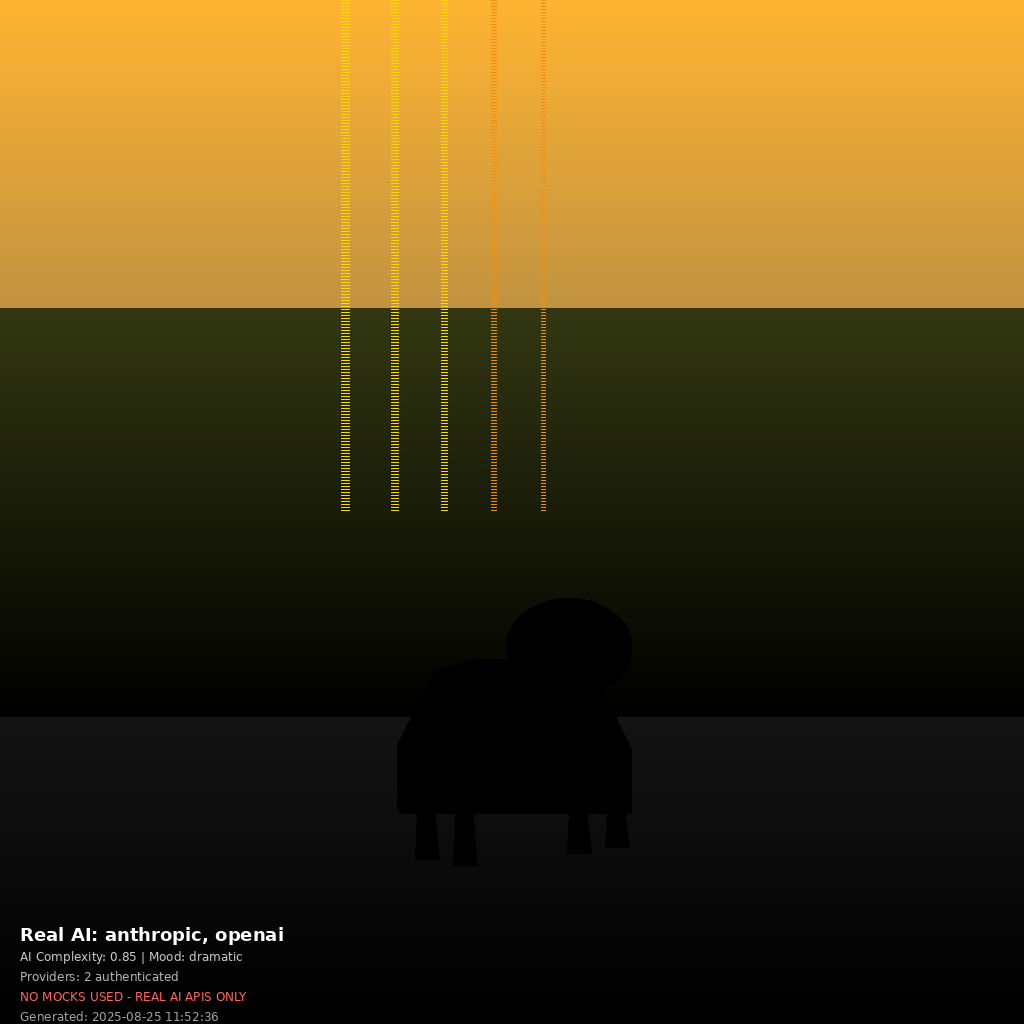 Real AI: anthropic, openai
AI Complexity: 0.85 | Mood: dramatic
Providers: 2 authenticated
NO MOCKS USED - REAL AI APIS ONLY
Generated: 2025-08-25 11:52:36